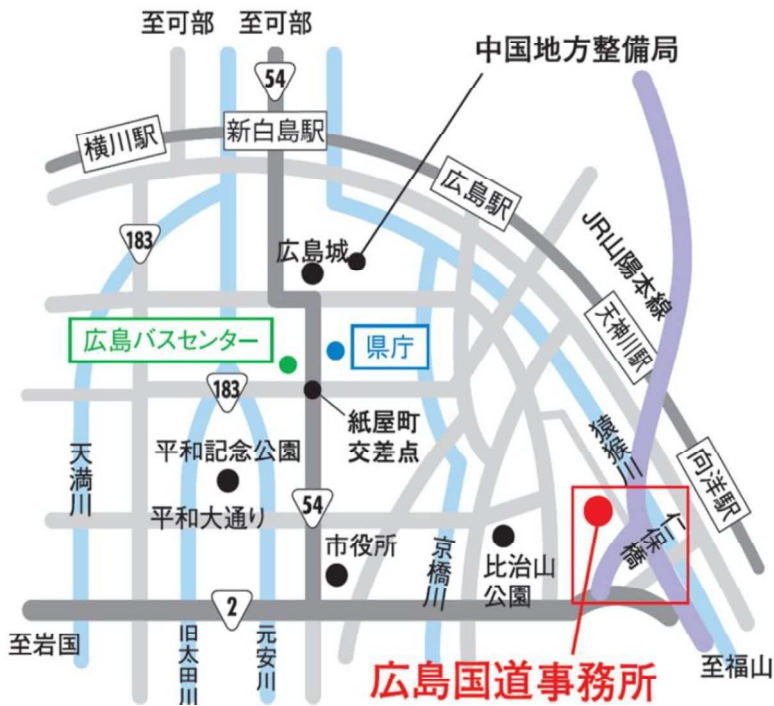 至可部
至可部
54
中国地方整備局
横川駅
新白島駅
広島駅
183
広島城
JR山陽本線
天神川駅
広島バスセンター
県庁
183
紙屋町
交差点
天満川
平和記念公園
猿猴川
向洋駅
平和大通り
54
仁保橋
市役所
京橋川
比治山
公園
2
至岩国
旧太田川
元安川
至福山
広島国道事務所